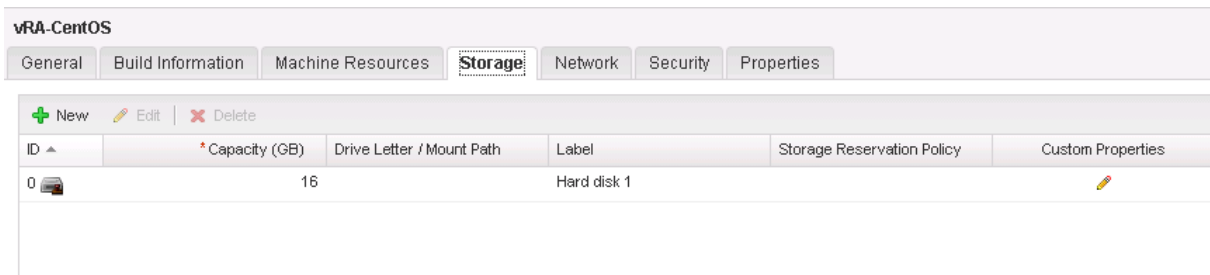 vRA-CentOS
General Build Information Machine Resources Storage Network Security Properties
New Edit Delete
ID *Capacity (GB) Drive Letter / Mount Path Label Storage Reservation Policy Custom Properties
0 16 Hard disk 1